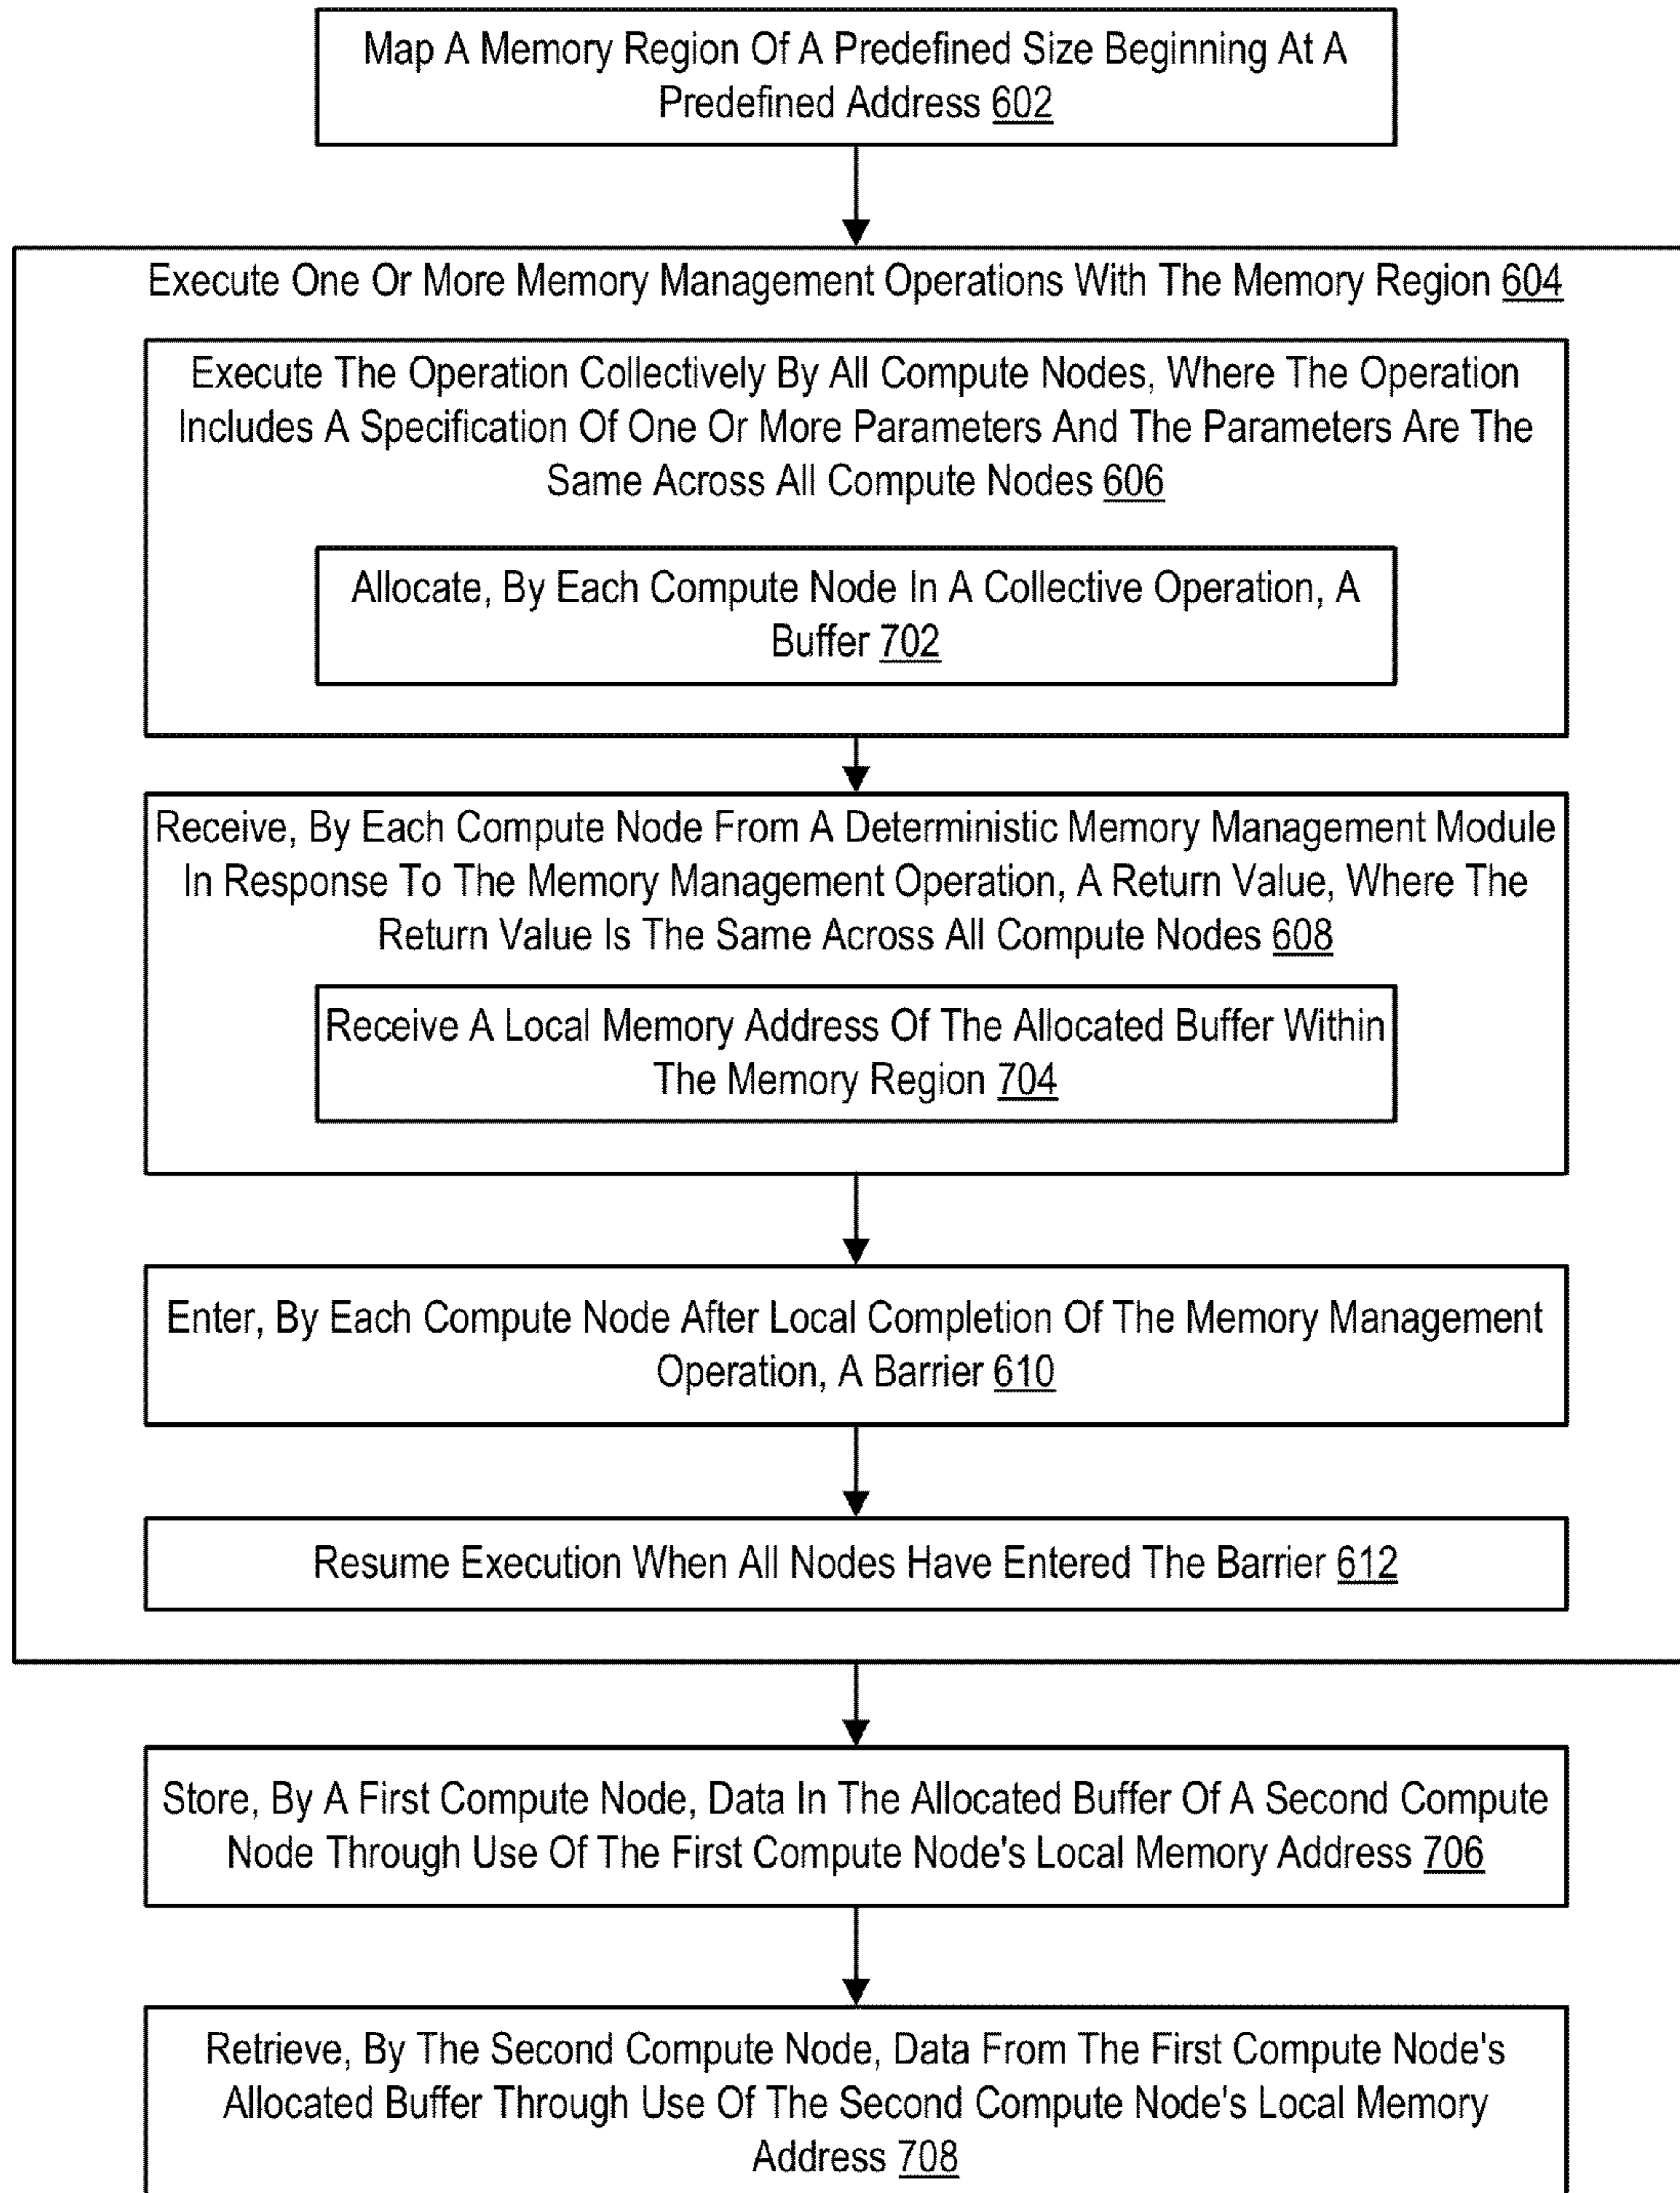 Map A Memory Region Of A Predefined Size Beginning At A
Predefined Address 602
Execute One Or More Memory Management Operations With The Memory Region 604
Execute The Operation Collectively By All Compute Nodes, Where The Operation
Includes A Specification Of One Or More Parameters And The Parameters Are The
Same Across All Compute Nodes 606
Allocate, By Each Compute Node In A Collective Operation, A
Buffer 702
Receive, By Each Compute Node From A Deterministic Memory Management Module
In Response To The Memory Management Operation, A Return Value, Where The
Return Value Is The Same Across All Compute Nodes 608
Receive A Local Memory Address Of The Allocated Buffer Within
The Memory Region 704
Enter, By Each Compute Node After Local Completion Of The Memory Management
Operation, A Barrier 610
Resume Execution When All Nodes Have Entered The Barrier 612
Store, By A First Compute Node, Data In The Allocated Buffer Of A Second Compute
Node Through Use Of The First Compute Node's Local Memory Address 706
Retrieve, By The Second Compute Node, Data From The First Compute Node's
Allocated Buffer Through Use Of The Second Compute Node's Local Memory
Address 708